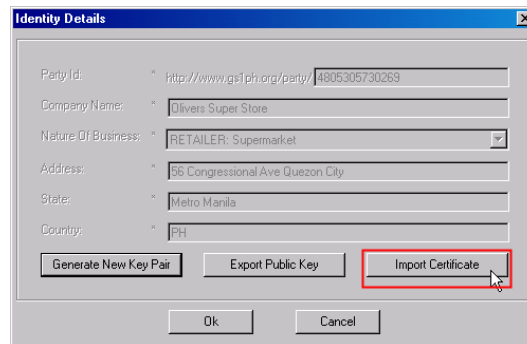 Identity Details
Party Id: * http://www.gs1ph.org/party/ 4805305730269
Company Name: * Olivers Super Store
Nature Of Business: * RETAILER: Supermarket
Address: * 56 Congressional Ave Quezon City
State: * Metro Manila
Country: * PH
Generate New Key Pair Export Public Key Import Certificate
Ok Cancel